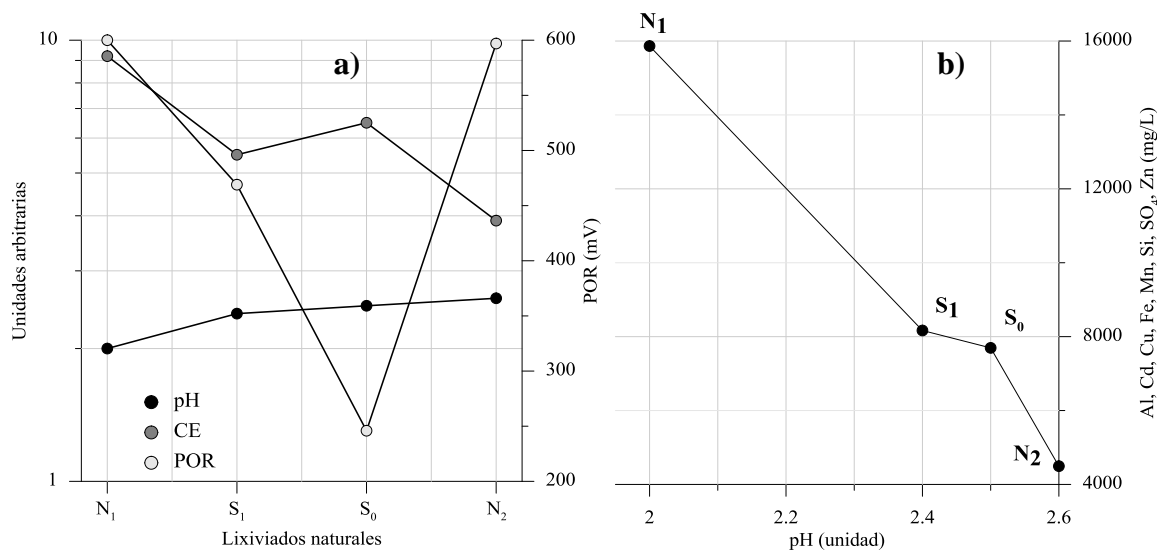 10
1
Unidades arbitrarias
a)
pH
CE
POR
N1
S1
S0
N2
Lixiviados naturales
600
500
400
300
200
POR (mV)
b)
N1
S1
S0
N2
2
2.2
2.4
2.6
pH (unidad)
16000
12000
8000
4000
Al, Cd, Cu, Fe, Mn, Si, SO4, Zn (mg/L)